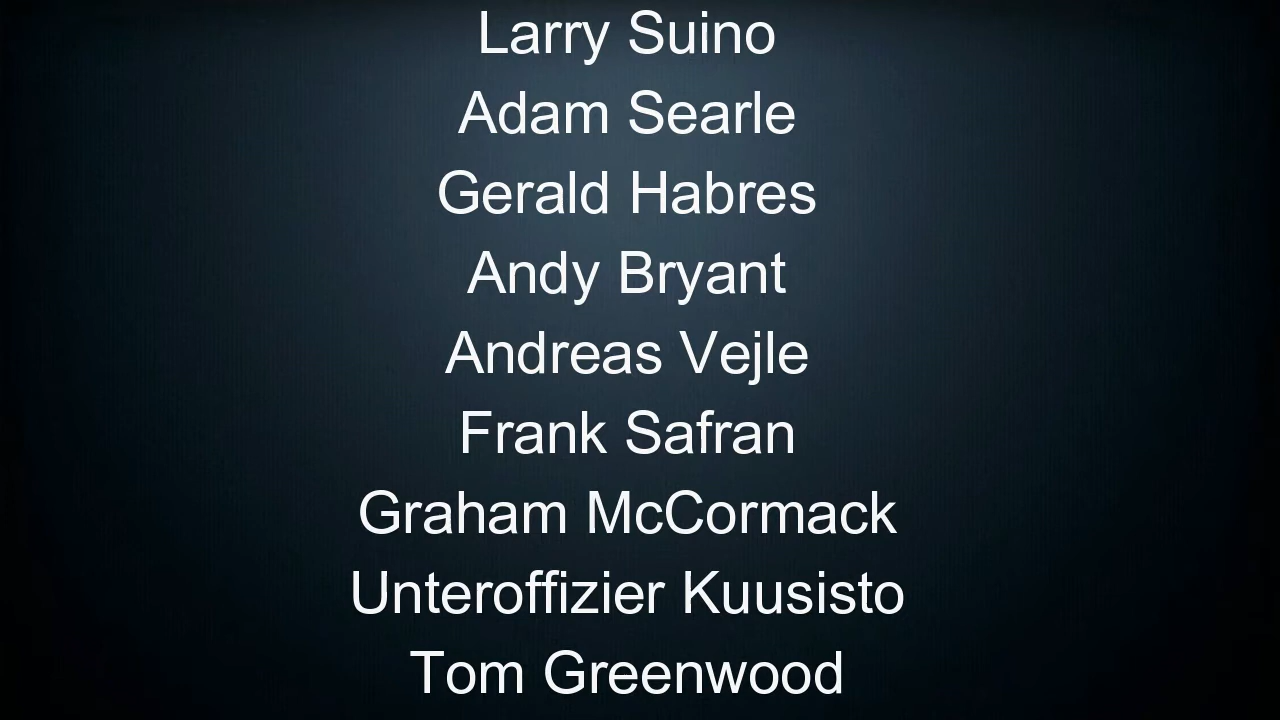 Larry Suino
Adam Searle
Gerald Habres
Andy Bryant
Andreas Vejle
Frank Safran
Graham McCormack
Unteroffizier Kuusisto
Tom Greenwood